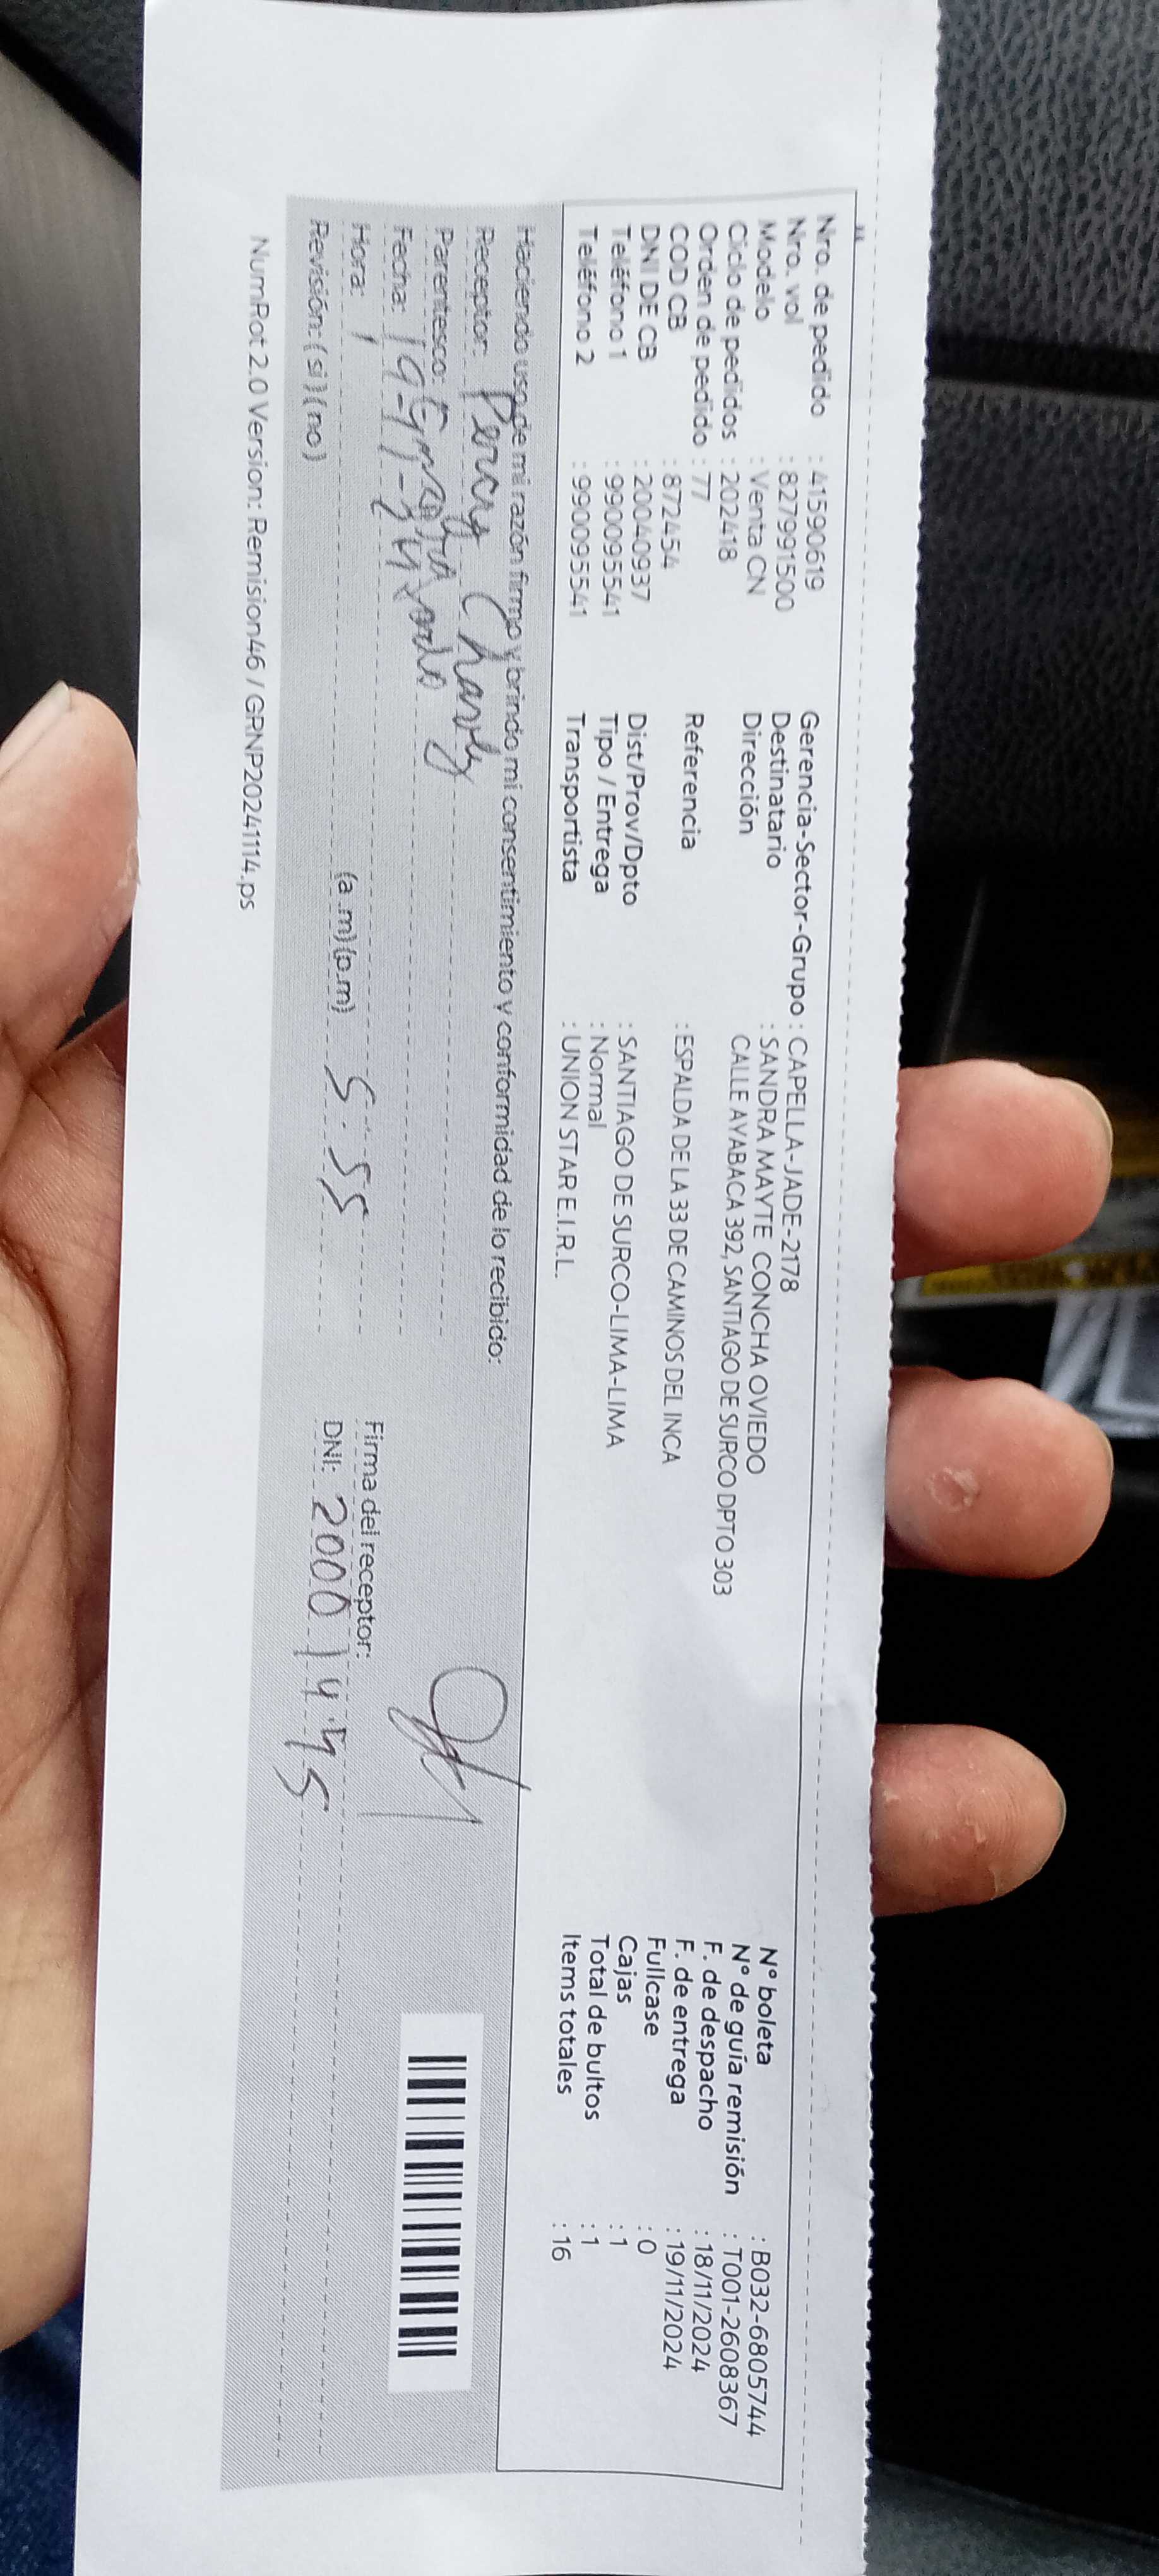 Nro. de pedido : 41590619
Nro. vol : 827991500
Modelo : Venta CN
Ciclo de pedidos : 202418
Orden de pedido : 77
COD CB : 872454
DNI DE CB : 20040937
Teléfono 1 : 990095541
Teléfono 2 : 990095541
Gerencia-Sector-Grupo : CAPELLA-JADE-2178
Destinatario : SANDRA MAYTE CONCHA OVIEDO
Dirección CALLE AYABACA 392, SANTIAGO DE SURCO DPTO 303
Referencia : ESPALDA DE LA 33 DE CAMINOS DEL INCA
Dist/Prov/Dpto : SANTIAGO DE SURCO-LIMA-LIMA
Tipo / Entrega : Normal
Transportista : UNION STAR E.I.R.L.
N° boleta : B032-6805744
N° de guía remisión : T001-2608367
F. de despacho : 18/11/2024
F. de entrega : 19/11/2024
Fullcase : 0
Cajas : 1
Total de bultos : 1
Items totales : 16
Haciendo uso de mi razón firmo y brindo mi consentimiento y conformidad de lo recibido:
Receptor: Percy
Parentesco:
Fecha: 19
Hora: (a.m)(p.m) 5:55
Revisión: ( si ) ( no )
Firma del receptor:
DNI: 2000 14
NumRot 2.0 Version: Remision46 / GRNP20241114.ps